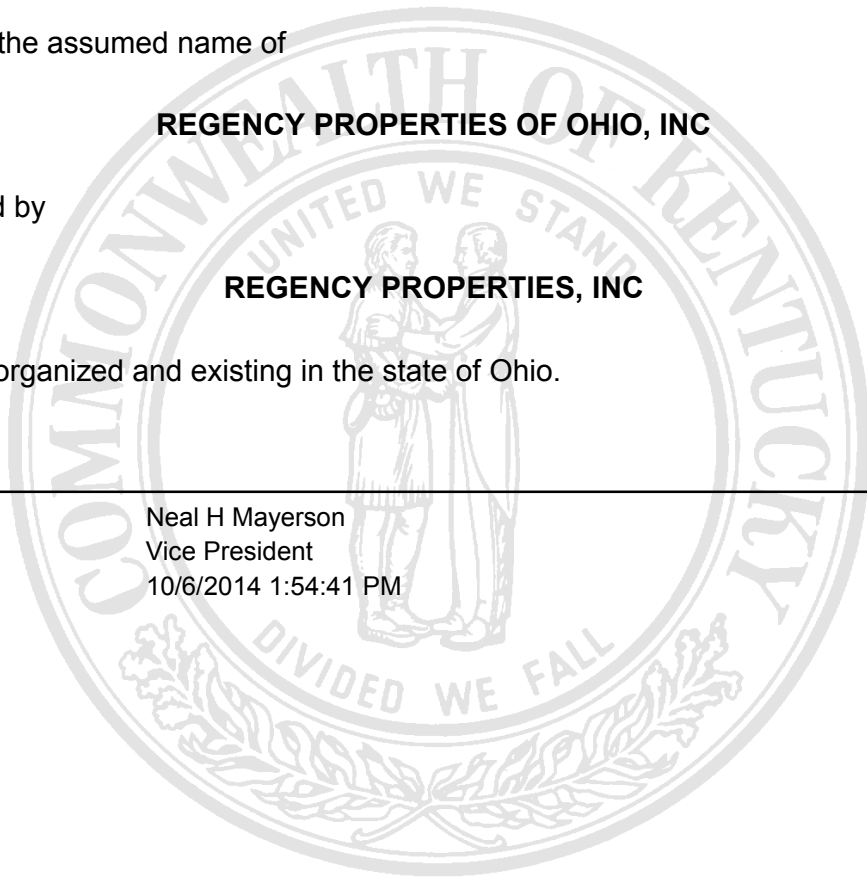 the assumed name of
REGENCY PROPERTIES OF OHIO, INC
d by
REGENCY PROPERTIES, INC
organized and existing in the state of Ohio.
Neal H Mayerson
Vice President
10/6/2014 1:54:41 PM
COMMONWEALTH OF KENTUCKY
UNITED WE STAND
DIVIDED WE FALL